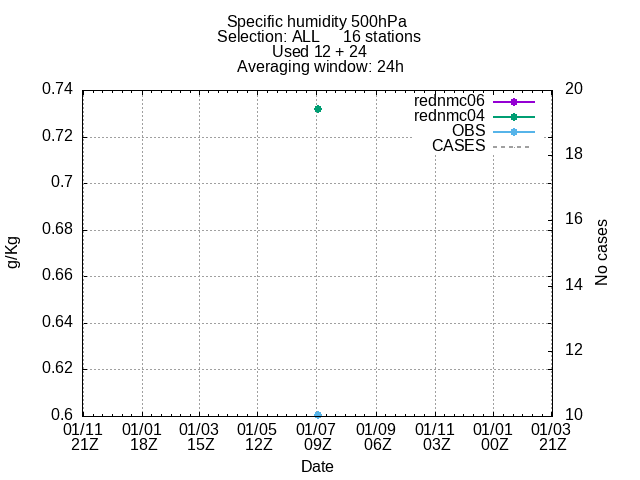 Specific humidity 500hPa
Selection: ALL 16 stations
Used 12 + 24
Averaging window: 24h
0.74
0.72
0.7
0.68
0.66
0.64
0.62
0.6
g/Kg
rednmc06
rednmc04
OBS
CASES
20
18
16
14
12
10
No cases
01/11 01/01 01/03 01/05 01/07 01/09 01/11 01/01 01/03
21Z 18Z 15Z 12Z 09Z 06Z 03Z 00Z 21Z
Date